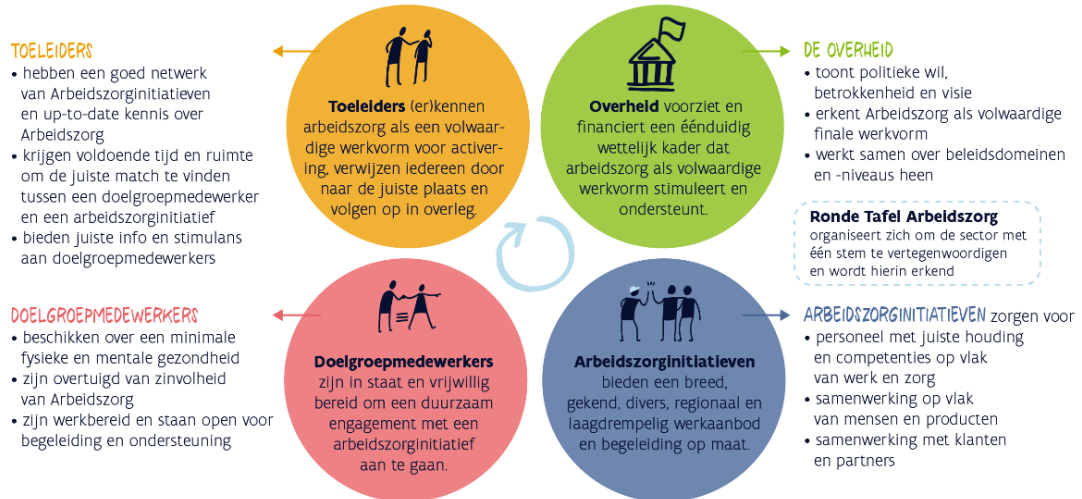 TOELEIDERS
• hebben een goed netwerk
van Arbeidszorginitiatieven
en up-to-date kennis over
Arbeidszorg
• krijgen voldoende tijd en ruimte
om de juiste match te vinden
tussen een doelgroepmedewerker
en een arbeidszorginitiatief
• bieden juiste info en stimulans
aan doelgroepmedewerkers
Toeleiders (er)kennen
arbeidszorg als een volwaar-
dige werkvorm voor activer-
ing, verwijzen iedereen door
naar de juiste plaats en
volgen op in overleg.
Overheid voorziet en
financiert een éénduidig
wettelijk kader dat
arbeidszorg als volwaardige
werkvorm stimuleert en
ondersteunt.
DE OVERHEID
• toont politieke wil,
betrokkenheid en visie
• erkent Arbeidszorg als volwaardige
finale werkvorm
• werkt samen over beleidsdomeinen
en -niveaus heen
Ronde Tafel Arbeidszorg
organiseert zich om de sector met
één stem te vertegenwoordigen
en wordt hierin erkend
DOELGROEPMEDEWERKERS
• beschikken over een minimale
fysieke en mentale gezondheid
• zijn overtuigd van zinvolheid
van Arbeidszorg
• zijn werkbereid en staan open voor
begeleiding en ondersteuning
Doelgroepmedewerkers
zijn in staat en vrijwillig
bereid om een duurzaam
engagement met een
arbeidszorginitiatief
aan te gaan.
Arbeidszorginitiatieven
bieden een breed,
gekend, divers, regionaal en
laagdrempelig werkaanbod
en begeleiding op maat.
ARBEIDSZORGINITIATIEVEN zorgen voor
• personeel met juiste houding
en competenties op vlak
van werk en zorg
• samenwerking op vlak
van mensen en producten
• samenwerking met klanten
en partners